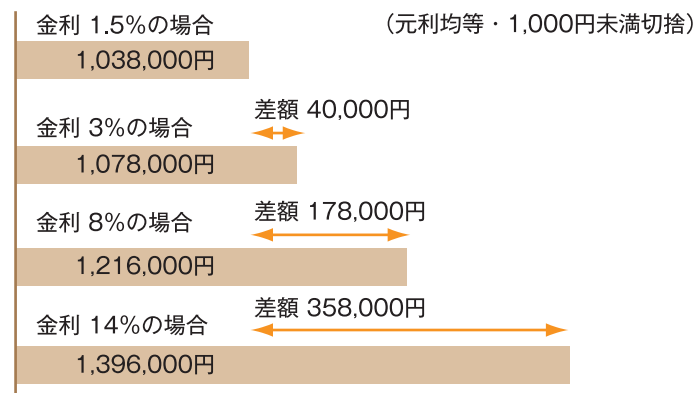 金利 1.5%の場合
（元利均等・1,000円未満切捨）
1,038,000円
差額 40,000円
金利 3%の場合
1,078,000円
差額 178,000円
金利 8%の場合
1,216,000円
差額 358,000円
金利 14%の場合
1,396,000円